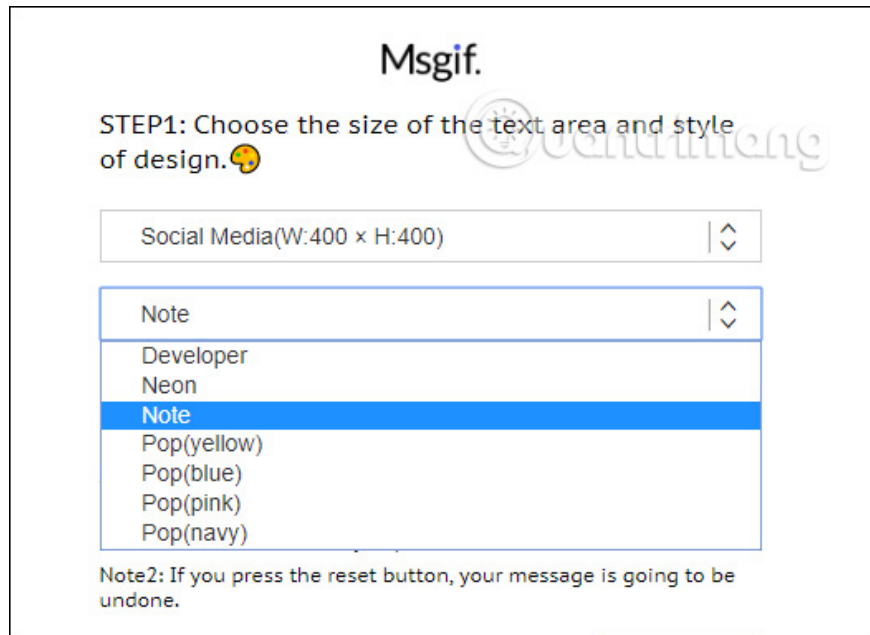 Msgif.
STEP1: Choose the size of the text area and style
of design.🎨
Quantrimang
Social Media(W:400 × H:400)
Note
Developer
Neon
Note
Pop(yellow)
Pop(blue)
Pop(pink)
Pop(navy)
Note2: If you press the reset button, your message is going to be
undone.